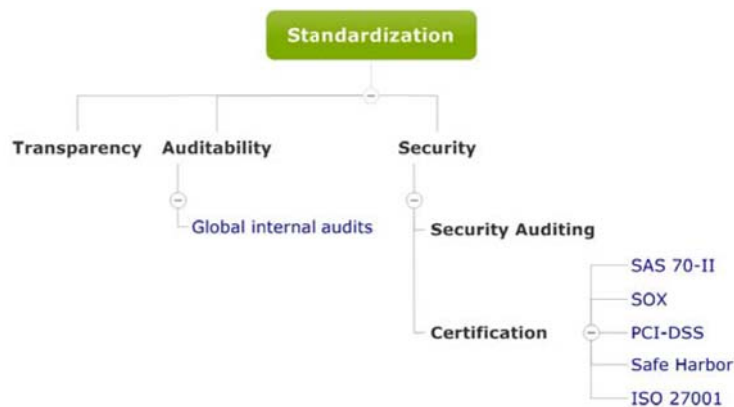 Standardization
Transparency Auditability Security
Global internal audits
Security Auditing
SAS 70-II
SOX
Certification PCI-DSS
Safe Harbor
ISO 27001